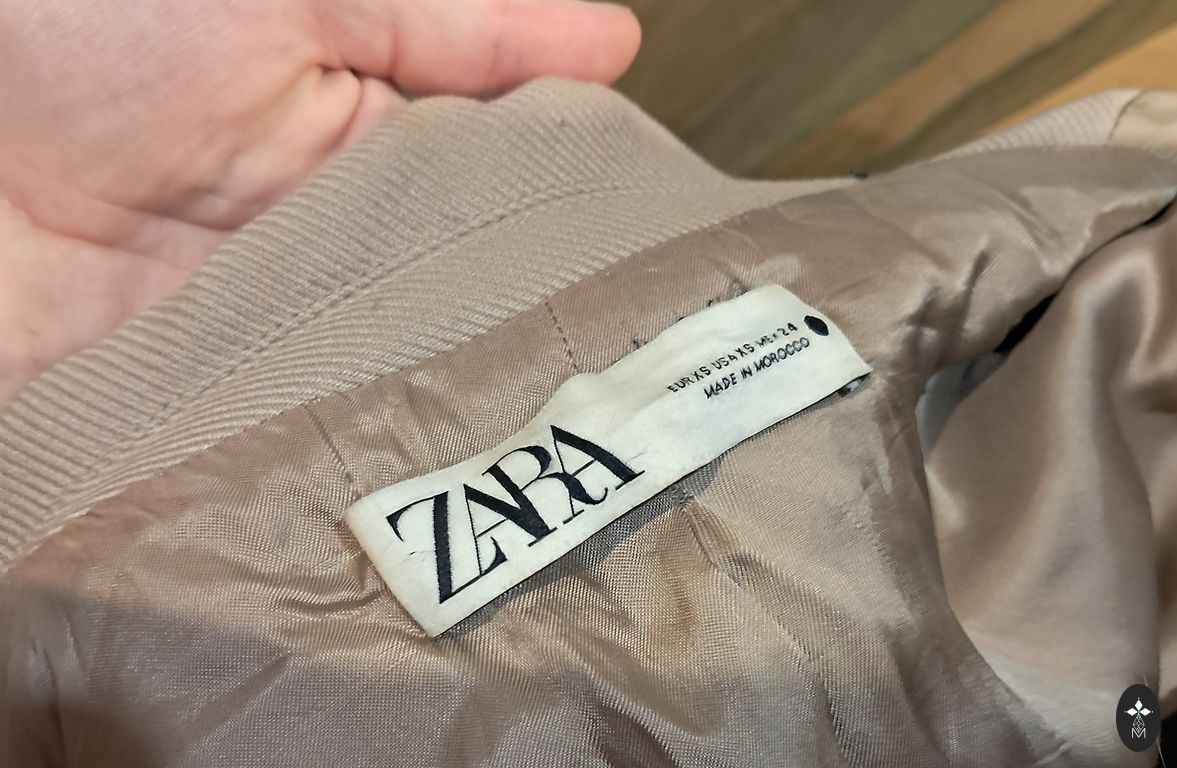 ZARA
EUR XS USA XS MEX 24
MADE IN MOROCCO
M